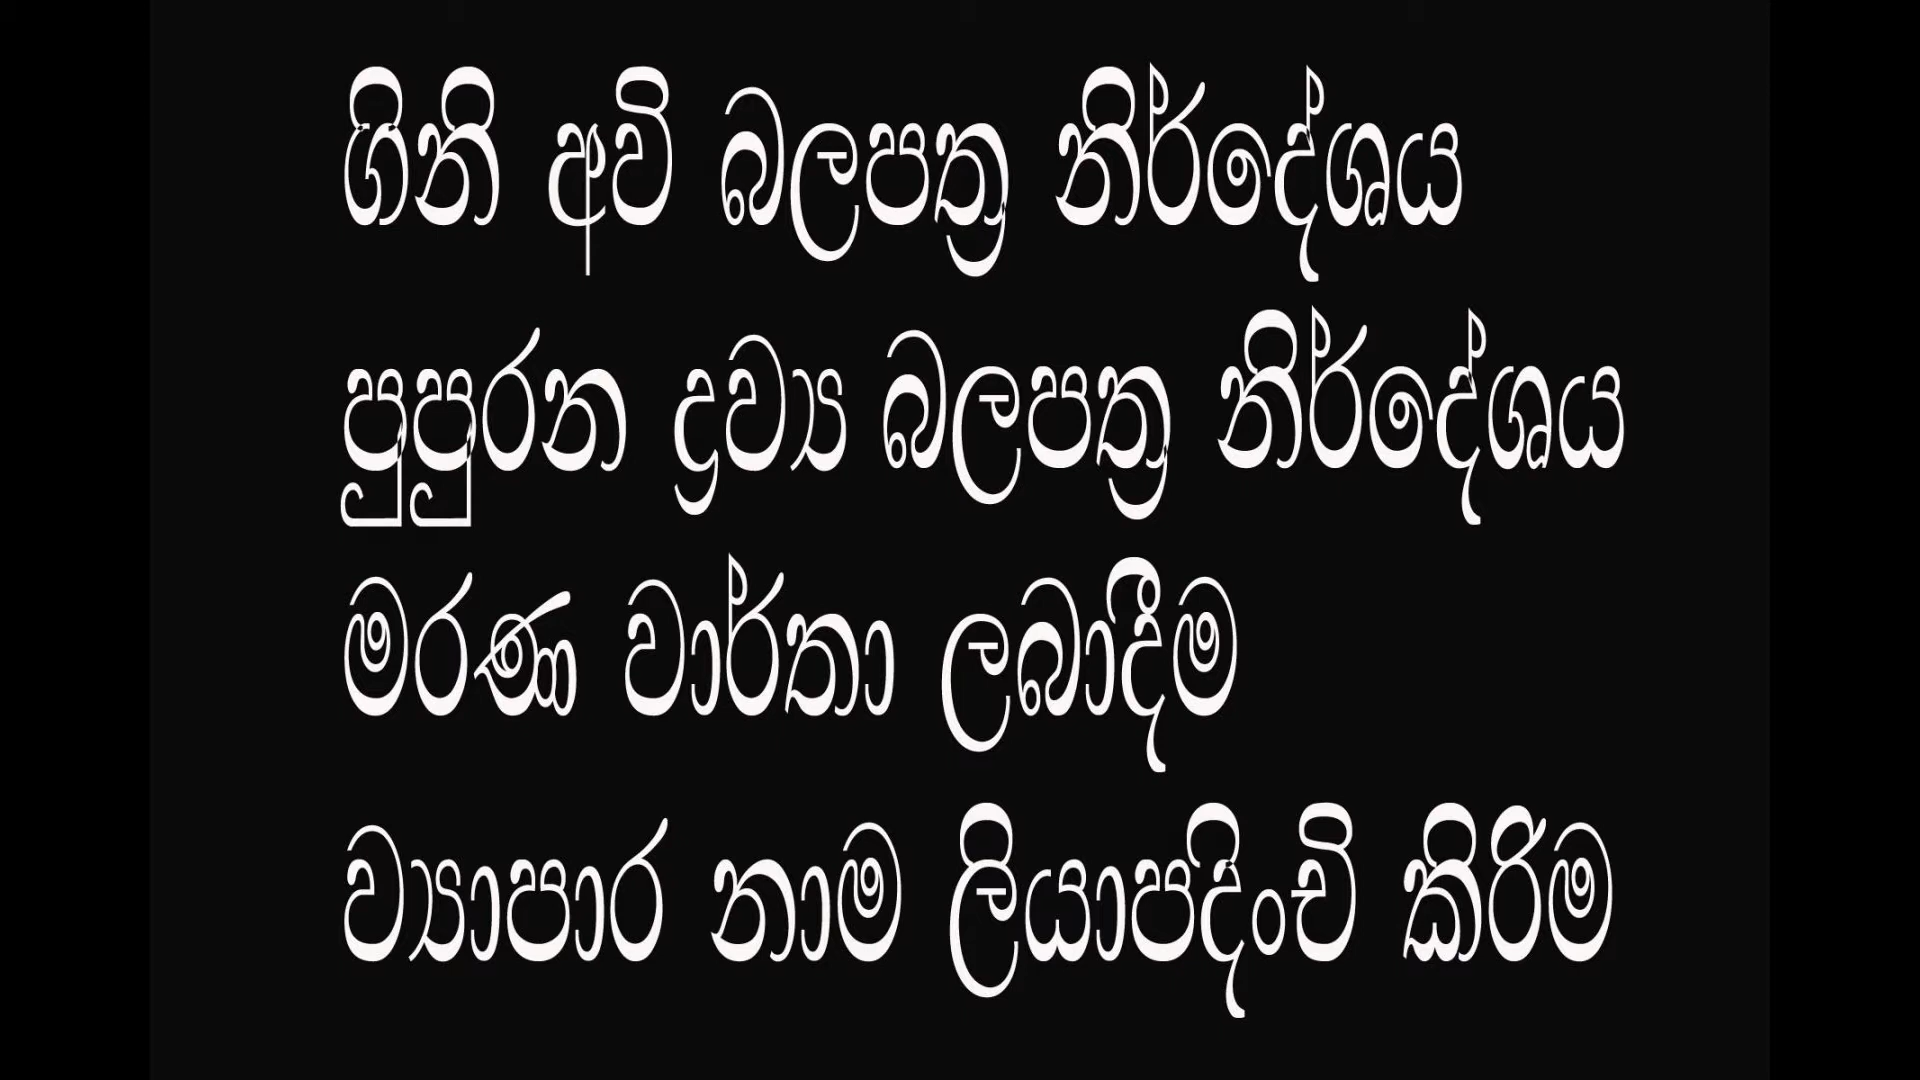 ගිනි අවි බලපත්‍ර නිර්දේශය
පුපුරන ද්‍රව්‍ය බලපත්‍ර නිර්දේශය
මරණ වාර්තා ලබාදීම
ව්‍යාපාර නාම ලියාපදිංචි කිරිම